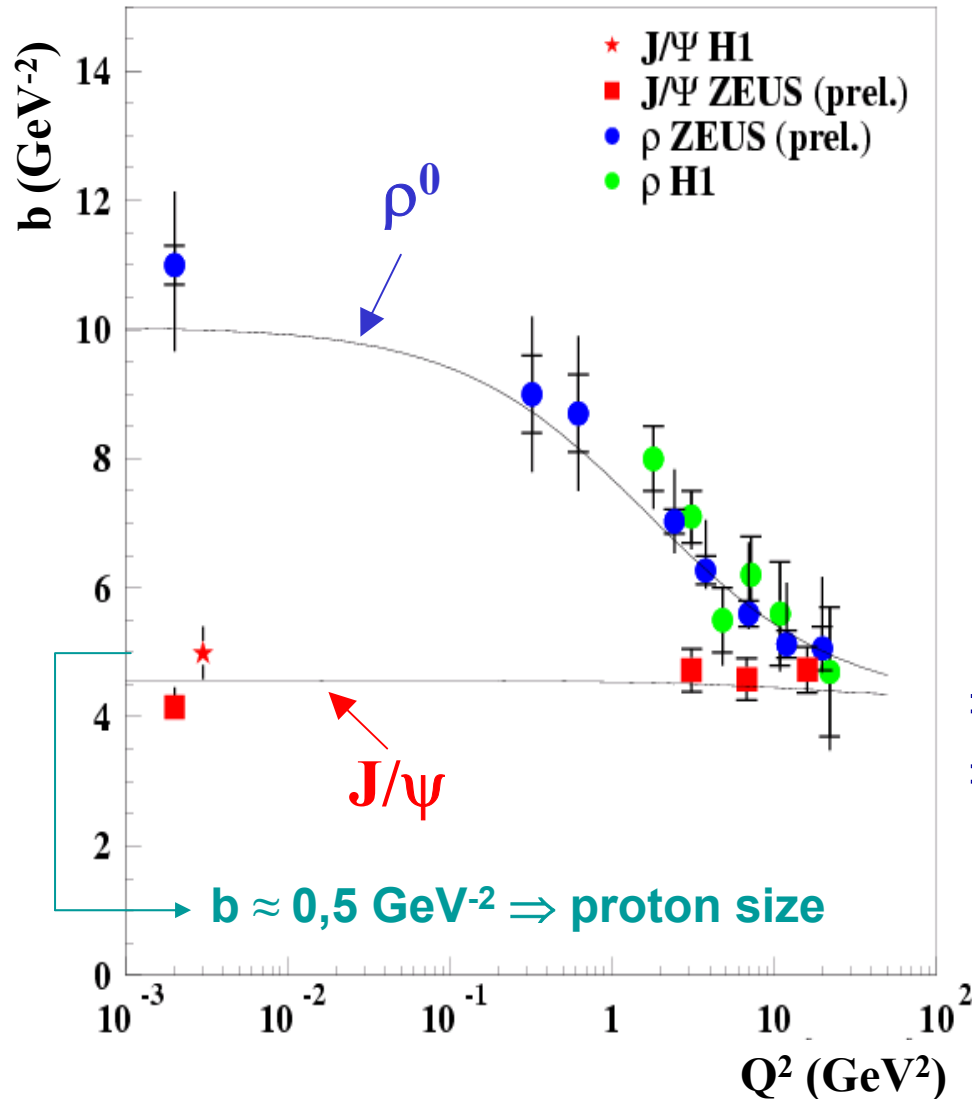 b (GeV-2)
14
12
10
8
6
4
2
0
J/Ψ H1
J/Ψ ZEUS (prel.)
ρ ZEUS (prel.)
ρ H1
ρ0
J/ψ
b ≈ 0,5 GeV-2 ⇒ proton size
10-3 10-2 10-1 1 10 102
Q2 (GeV2)